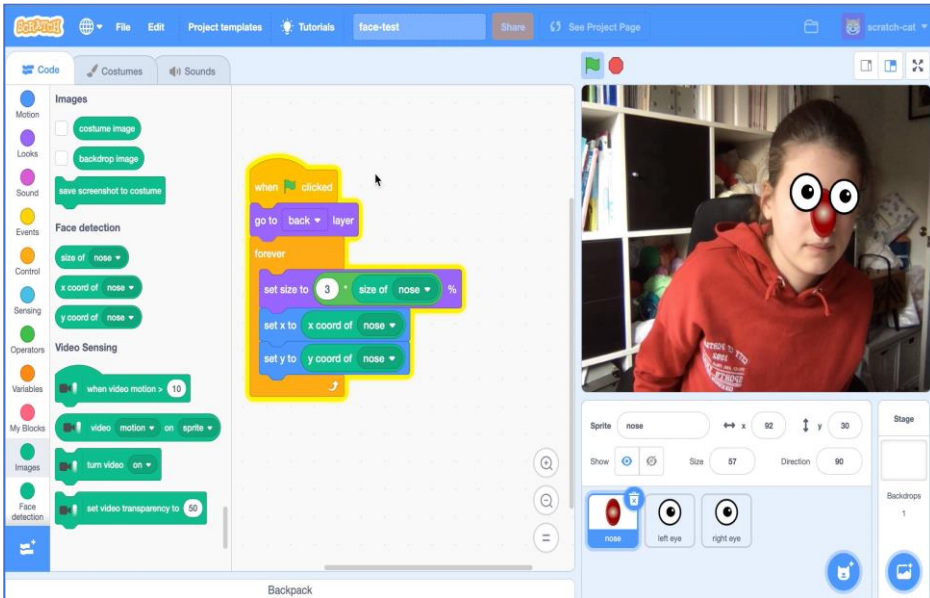 SCRATCH
File
Edit
Project templates
Tutorials
face-test
Share
See Project Page
scratch-cat
Code
Costumes
Sounds
Motion
Looks
Sound
Events
Control
Sensing
Operators
Variables
My Blocks
Images
Face
detection
Images
costume image
backdrop image
save screenshot to costume
Face detection
size of nose
x coord of nose
y coord of nose
Video Sensing
when video motion > 10
video motion on sprite
turn video on
set video transparency to 50
when clicked
go to back layer
forever
set size to 3 * size of nose %
set x to x coord of nose
set y to y coord of nose
Backpack
Sprite nose x 92 y 30
Show Size 57 Direction 90
nose
left eye
right eye
Stage
Backdrops
1